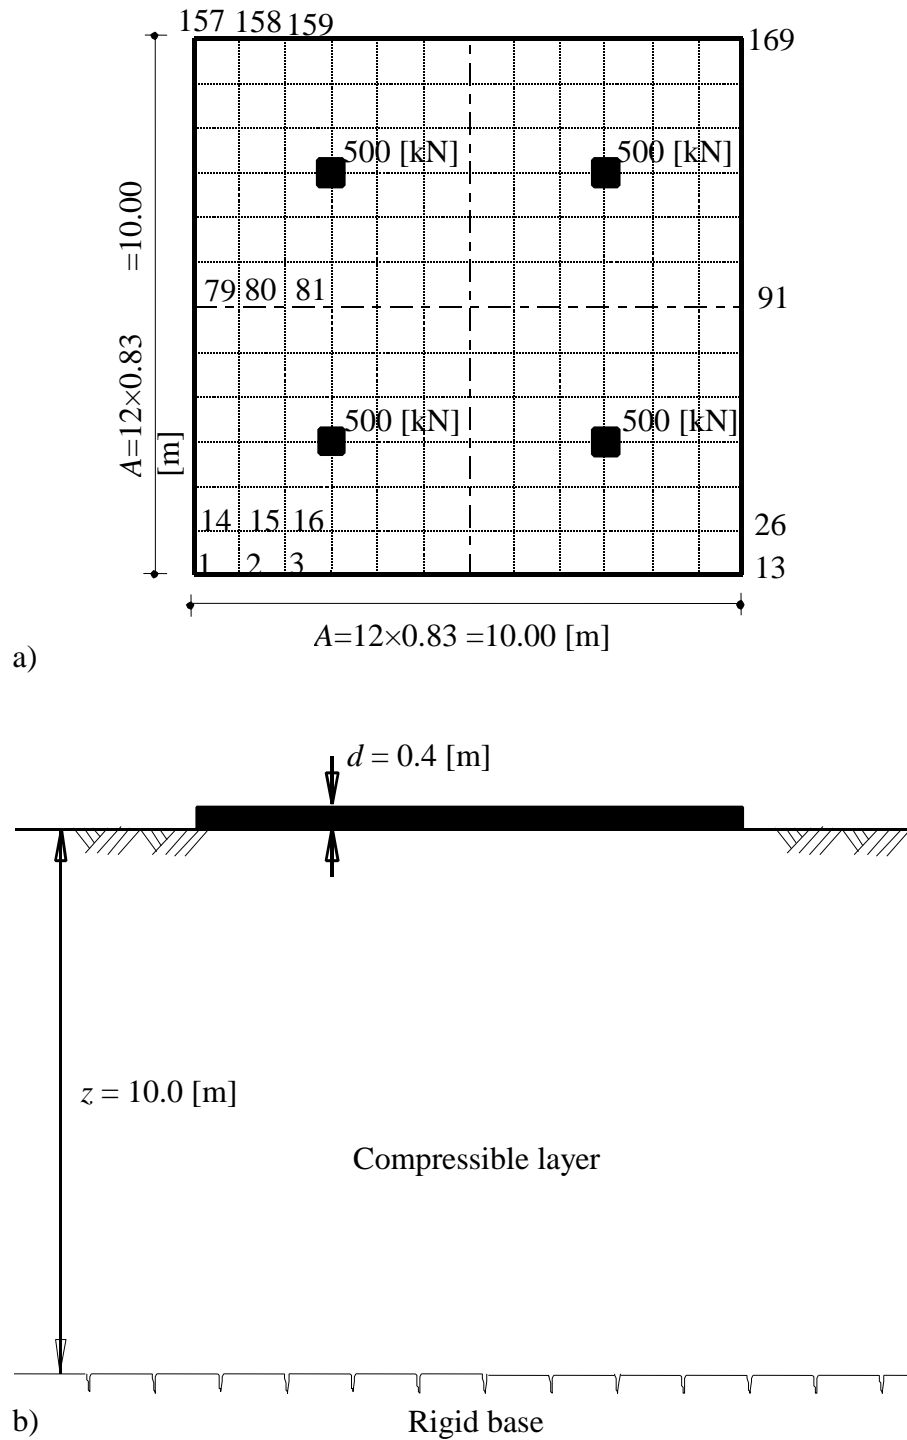 157 158 159
169
500 [kN] 500 [kN]
A=12×0.83 =10.00
[m]
79 80 81 91
500 [kN] 500 [kN]
14 15 16 26
1 2 3 13
A=12×0.83 =10.00 [m]
a)
d = 0.4 [m]
z = 10.0 [m]
Compressible layer
b) Rigid base